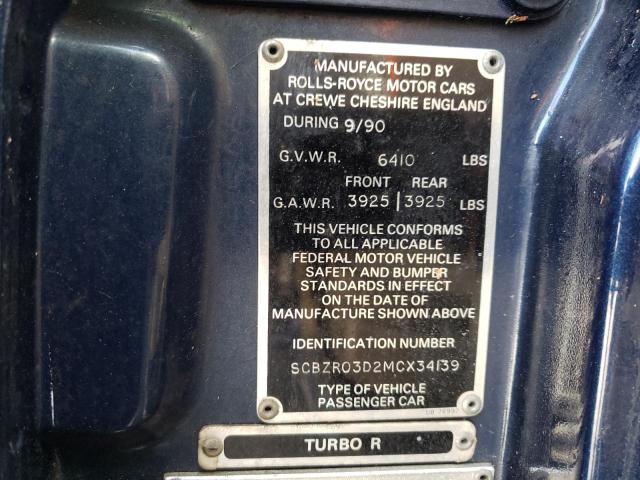 MANUFACTURED BY
ROLLS-ROYCE MOTOR CARS
AT CREWE CHESHIRE ENGLAND
DURING 9/90
G.V.W.R. 6410 LBS
FRONT REAR
G.A.W.R. 3925 | 3925 LBS
THIS VEHICLE CONFORMS
TO ALL APPLICABLE
FEDERAL MOTOR VEHICLE
SAFETY AND BUMPER
STANDARDS IN EFFECT
ON THE DATE OF
MANUFACTURE SHOWN ABOVE
IDENTIFICATION NUMBER
SCBZR03D2MCX34139
TYPE OF VEHICLE
PASSENGER CAR
TURBO R